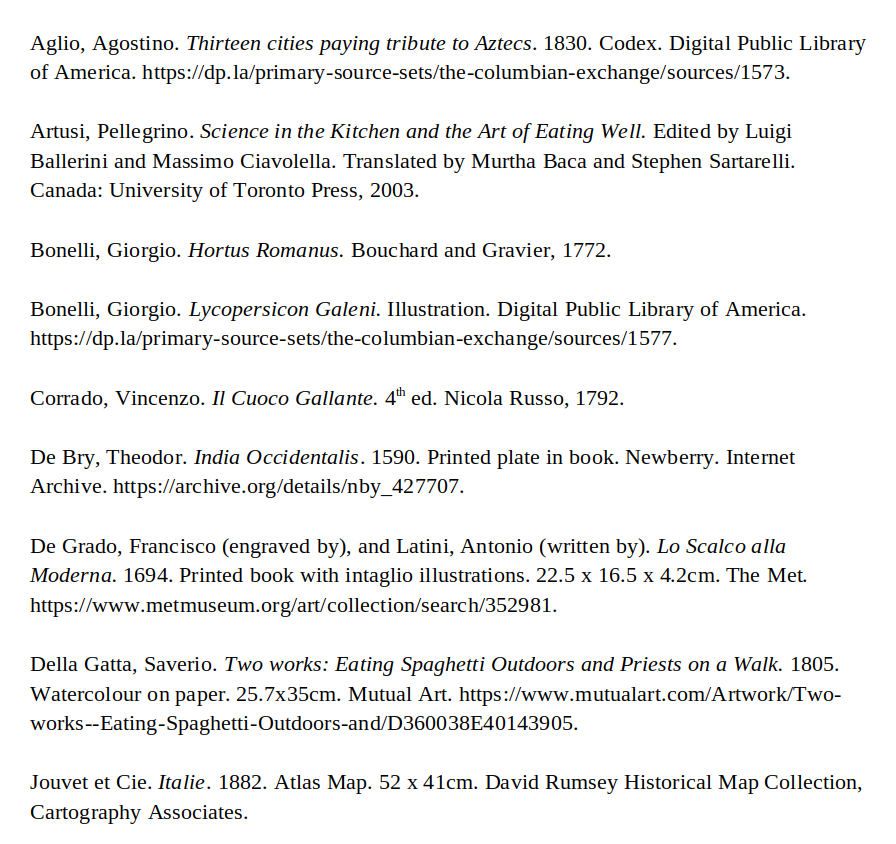 Aglio, Agostino. Thirteen cities paying tribute to Aztecs. 1830. Codex. Digital Public Library
of America. https://dp.la/primary-source-sets/the-columbian-exchange/sources/1573.
Artusi, Pellegrino. Science in the Kitchen and the Art of Eating Well. Edited by Luigi
Ballerini and Massimo Ciavolella. Translated by Murtha Baca and Stephen Sartarelli.
Canada: University of Toronto Press, 2003.
Bonelli, Giorgio. Hortus Romanus. Bouchard and Gravier, 1772.
Bonelli, Giorgio. Lycopersicon Galeni. Illustration. Digital Public Library of America.
https://dp.la/primary-source-sets/the-columbian-exchange/sources/1577.
Corrado, Vincenzo. Il Cuoco Gallante. 4th ed. Nicola Russo, 1792.
De Bry, Theodor. India Occidentalis. 1590. Printed plate in book. Newberry. Internet
Archive. https://archive.org/details/nby_427707.
De Grado, Francisco (engraved by), and Latini, Antonio (written by). Lo Scalco alla
Moderna. 1694. Printed book with intaglio illustrations. 22.5 x 16.5 x 4.2cm. The Met.
https://www.metmuseum.org/art/collection/search/352981.
Della Gatta, Saverio. Two works: Eating Spaghetti Outdoors and Priests on a Walk. 1805.
Watercolour on paper. 25.7x35cm. Mutual Art. https://www.mutualart.com/Artwork/Two-
works--Eating-Spaghetti-Outdoors-and/D360038E40143905.
Jouvet et Cie. Italie. 1882. Atlas Map. 52 x 41cm. David Rumsey Historical Map Collection,
Cartography Associates.